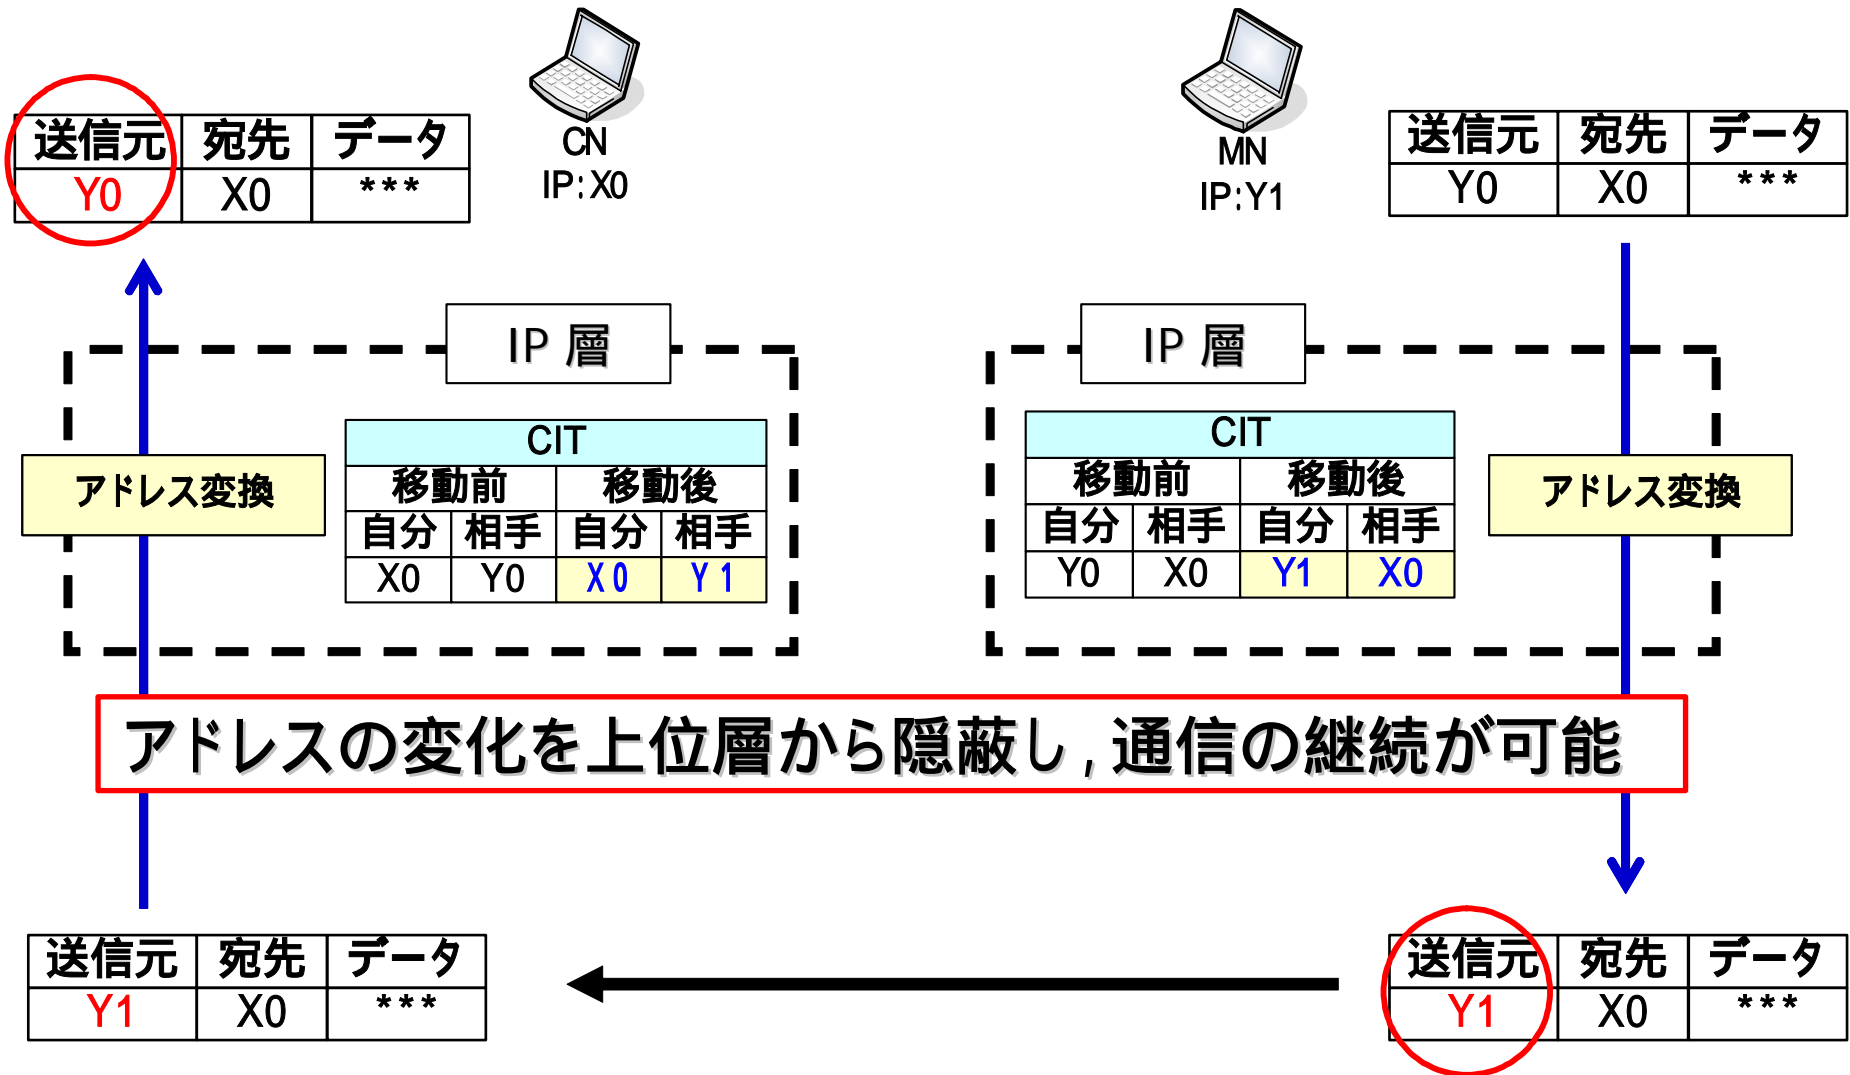 CN
IP:X0
MN
IP:Y1
送信元 宛先 データ
Y0 X0 ***
送信元 宛先 データ
Y0 X0 ***
IP 層
IP 層
アドレス変換
CIT
移動前 移動後
自分 相手 自分 相手
X0 Y0 X0 Y1
CIT
移動前 移動後
自分 相手 自分 相手
Y0 X0 Y1 X0
アドレス変換
アドレスの変化を上位層から隠蔽し,通信の継続が可能
送信元 宛先 データ
Y1 X0 ***
送信元 宛先 データ
Y1 X0 ***